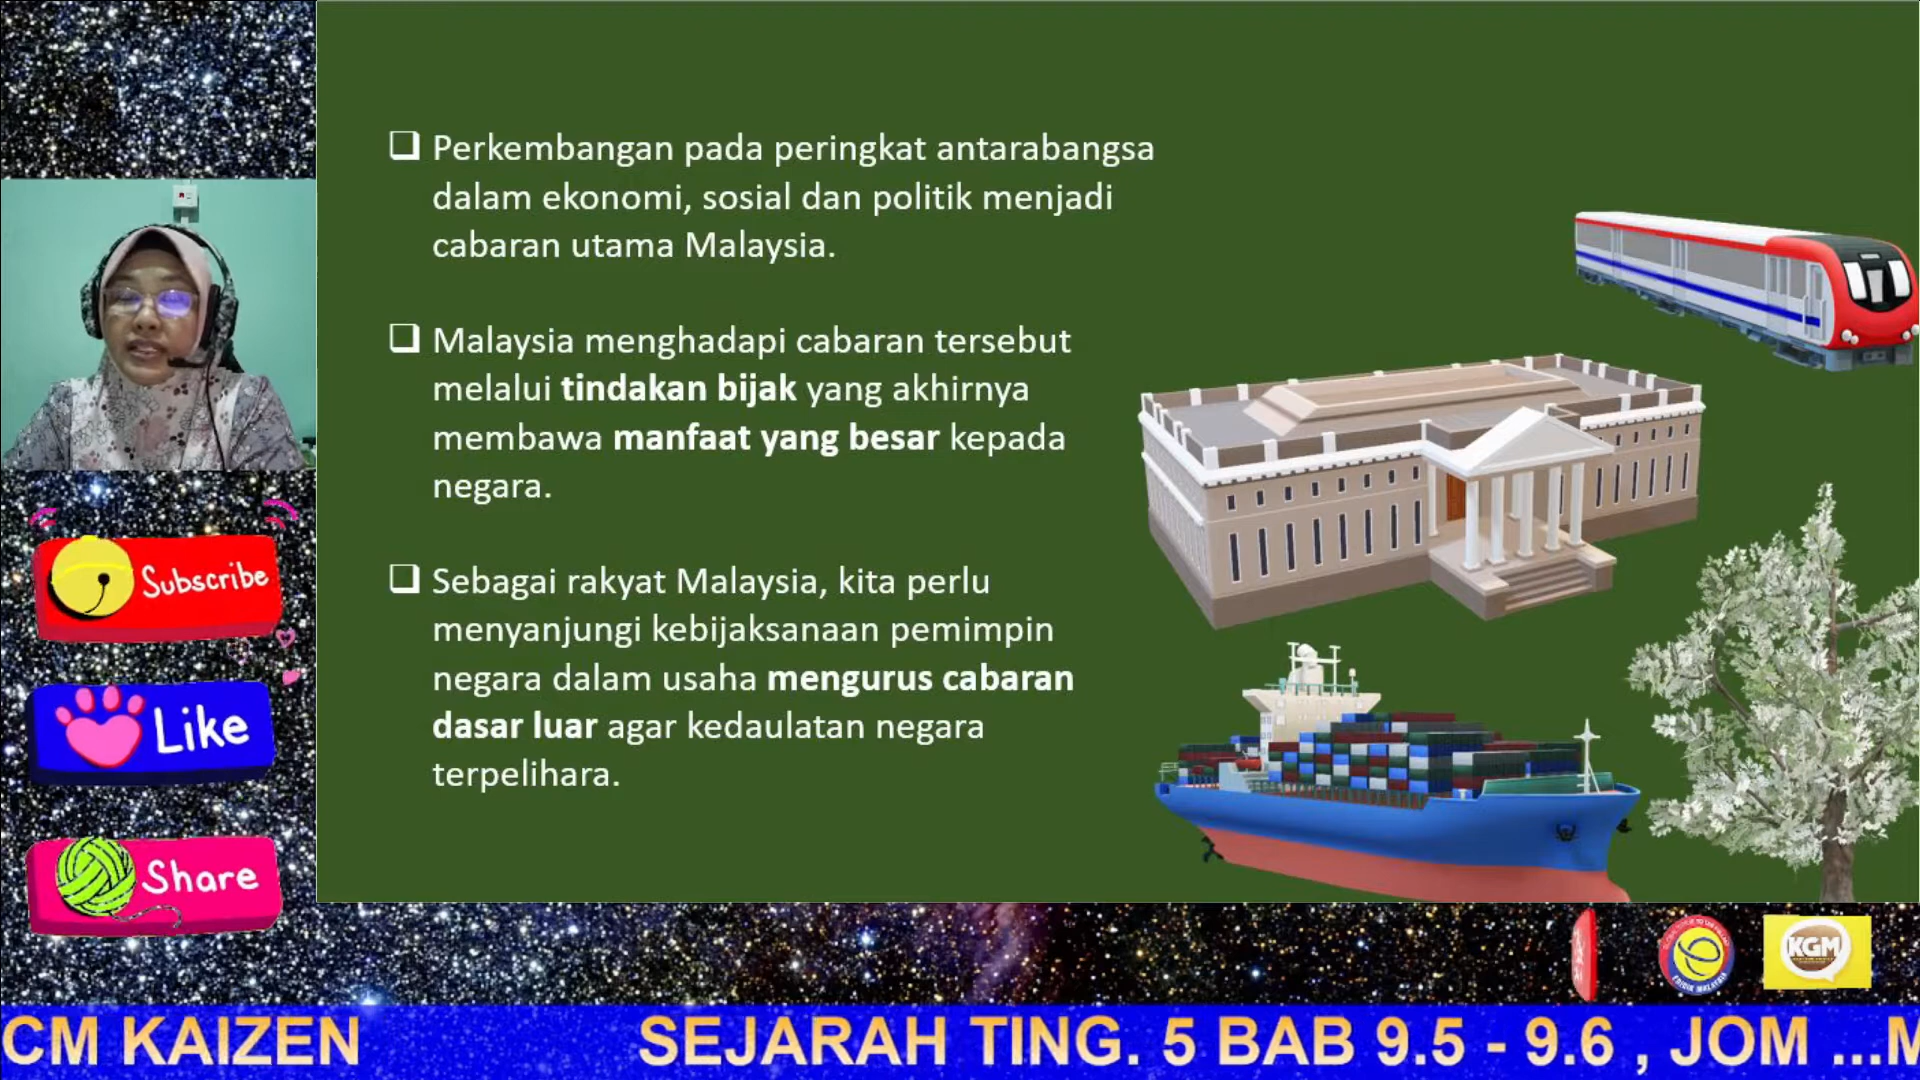 Perkembangan pada peringkat antarabangsa
dalam ekonomi, sosial dan politik menjadi
cabaran utama Malaysia.
Malaysia menghadapi cabaran tersebut
melalui tindakan bijak yang akhirnya
membawa manfaat yang besar kepada
negara.
Sebagai rakyat Malaysia, kita perlu
menyanjungi kebijaksanaan pemimpin
negara dalam usaha mengurus cabaran
dasar luar agar kedaulatan negara
terpelihara.
Subscribe
Like
Share
KGM
CM KAIZEN SEJARAH TING. 5 BAB 9.5 - 9.6 , JOM ...M